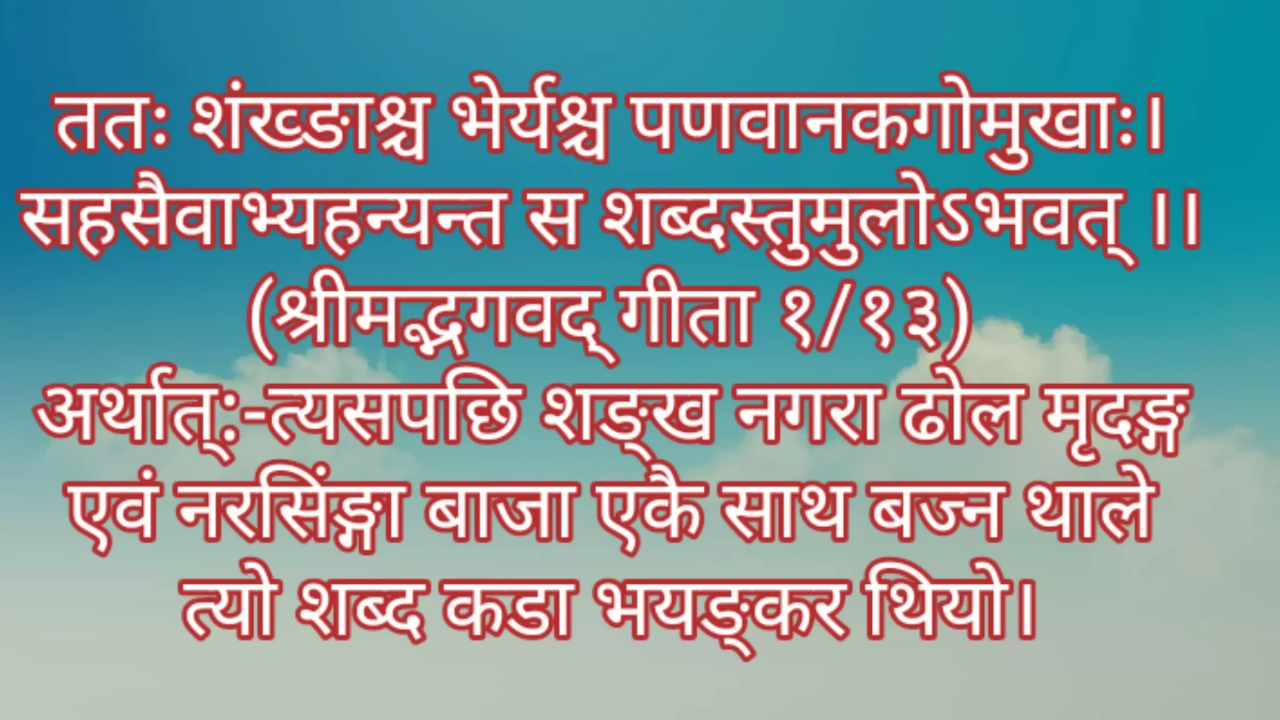 ततः शंख्ङाश्च भेर्यश्च पणवानकगोमुखाः।
सहसैवाभ्यहन्यन्त स शब्दस्तुमुलोऽभवत् ।।
(श्रीमद्भगवद् गीता १/१३)
अर्थात्:-त्यसपछि शङ्ख नगरा ढोल मृदङ्ग
एवं नरसिंङ्गा बाजा एकै साथ बज्न थाले
त्यो शब्द कडा भयङ्कर थियो।